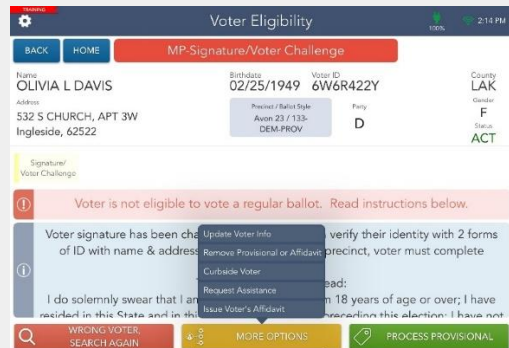 TRAINING
Voter Eligibility
100%
2:14 PM
BACK
HOME
MP-Signature/Voter Challenge
Name
OLIVIA L DAVIS
Birthdate
02/25/1949
Voter ID
6W6R422Y
County
LAK
Address
532 S CHURCH, APT 3W
Ingleside, 62522
Precinct / Ballot Style
Avon 23 / 133-
DEM-PROV
Party
D
Gender
F
Status
ACT
Signature/
Voter Challenge
Voter is not eligible to vote a regular ballot. Read instructions below.
Voter signature has been cha verify their identity with 2 forms
of ID with name & address precinct, voter must complete
ead:
I do solemnly swear that I am 18 years of age or over; I have
resided in this State and in thi preceding this election; I have not
Update Voter Info
Remove Provisional or Affidavit
Curbside Voter
Request Assistance
Issue Voter's Affidavit
WRONG VOTER,
SEARCH AGAIN
MORE OPTIONS
PROCESS PROVISIONAL